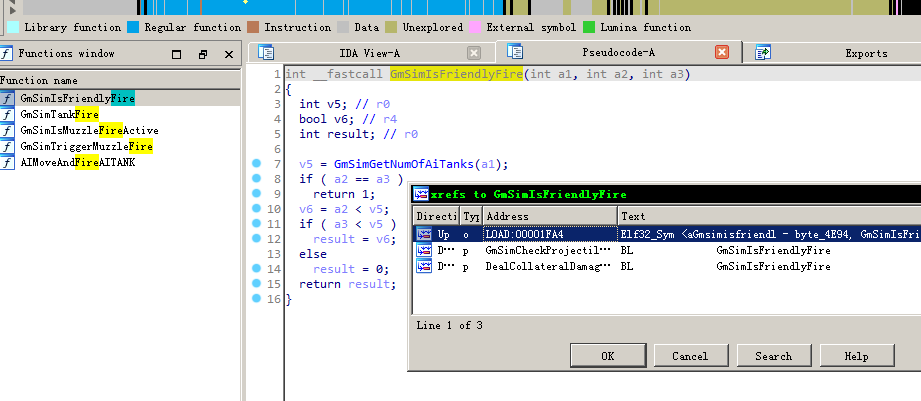 Library function Regular function Instruction Data Unexplored External symbol Lumina function
Functions window
IDA View-A
Pseudocode-A
Exports
Function name
f GmSimIsFriendlyFire
f GmSimTankFire
f GmSimIsMuzzleFireActive
f GmSimTriggerMuzzleFire
f AIMoveAndFireAITANK
1 int __fastcall GmSimIsFriendlyFire(int a1, int a2, int a3)
2 {
3 int v5; // r0
4 bool v6; // r4
5 int result; // r0
6
7 v5 = GmSimGetNumOfAiTanks(a1);
8 if ( a2 == a3 )
9 return 1;
10 v6 = a2 < v5;
11 if ( a3 < v5 )
12 result = v6;
13 else
14 result = 0;
15 return result;
16 }
xrefs to GmSimIsFriendlyFire
Directi Typ Address Text
Up o LOAD:00001FA4 Elf32_Sym <aGmsimisfriendl - byte_4E94, GmSimIsFri
D… p GmSimCheckProjectil… BL GmSimIsFriendlyFire
D… p DealCollateralDamag… BL GmSimIsFriendlyFire
Line 1 of 3
OK Cancel Search Help